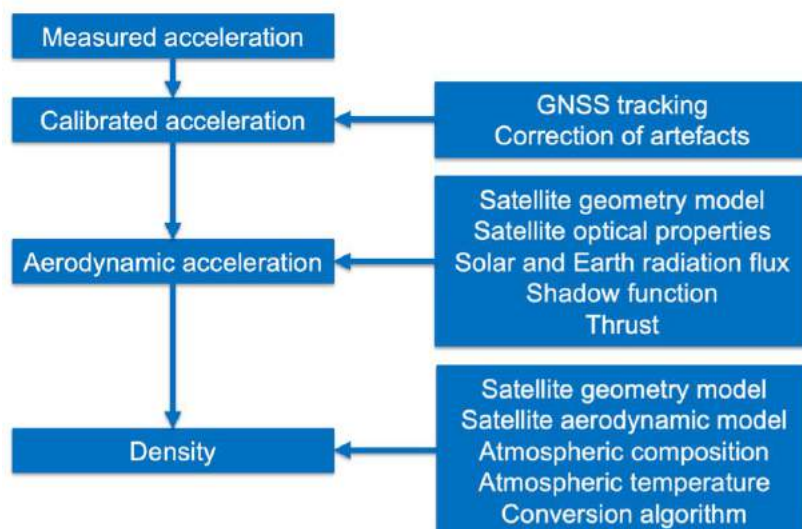 Measured acceleration
Calibrated acceleration
GNSS tracking
Correction of artefacts
Aerodynamic acceleration
Satellite geometry model
Satellite optical properties
Solar and Earth radiation flux
Shadow function
Thrust
Density
Satellite geometry model
Satellite aerodynamic model
Atmospheric composition
Atmospheric temperature
Conversion algorithm